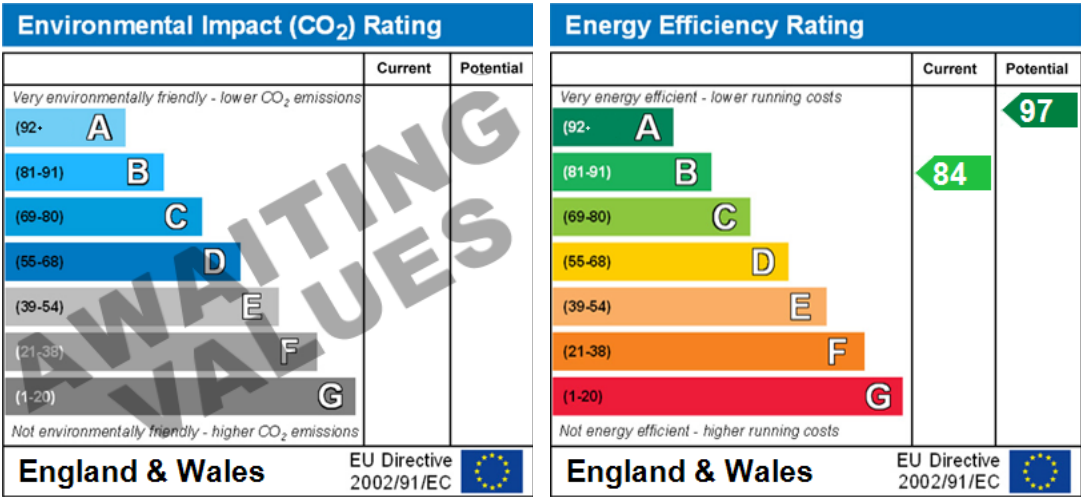 Environmental Impact (CO₂) Rating
Current Potential
Very environmentally friendly - lower CO₂ emissions
(92+ A
(81-91) B
(69-80) C
(55-68) D
(39-54) E
(21-38) F
(1-20) G
Not environmentally friendly - higher CO₂ emissions
AWAITING
VALUES
England & Wales
EU Directive
2002/91/EC
Energy Efficiency Rating
Current Potential
Very energy efficient - lower running costs
97
(92+ A
(81-91) B 84
(69-80) C
(55-68) D
(39-54) E
(21-38) F
(1-20) G
Not energy efficient - higher running costs
England & Wales
EU Directive
2002/91/EC